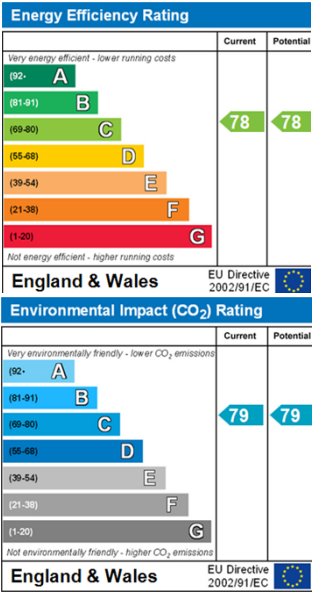 Energy Efficiency Rating
Current Potential
Very energy efficient - lower running costs
(92- A
(81-91) B
(69-80) C
78 78
(55-68) D
(39-54) E
(21-38) F
(1-20) G
Not energy efficient - higher running costs
England & Wales
EU Directive
2002/91/EC
Environmental Impact (CO2) Rating
Current Potential
Very environmentally friendly - lower CO2 emissions
(92- A
(81-91) B
79 79
(69-80) C
(55-68) D
(39-54) E
(21-38) F
(1-20) G
Not environmentally friendly - higher CO2 emissions
England & Wales
EU Directive
2002/91/EC